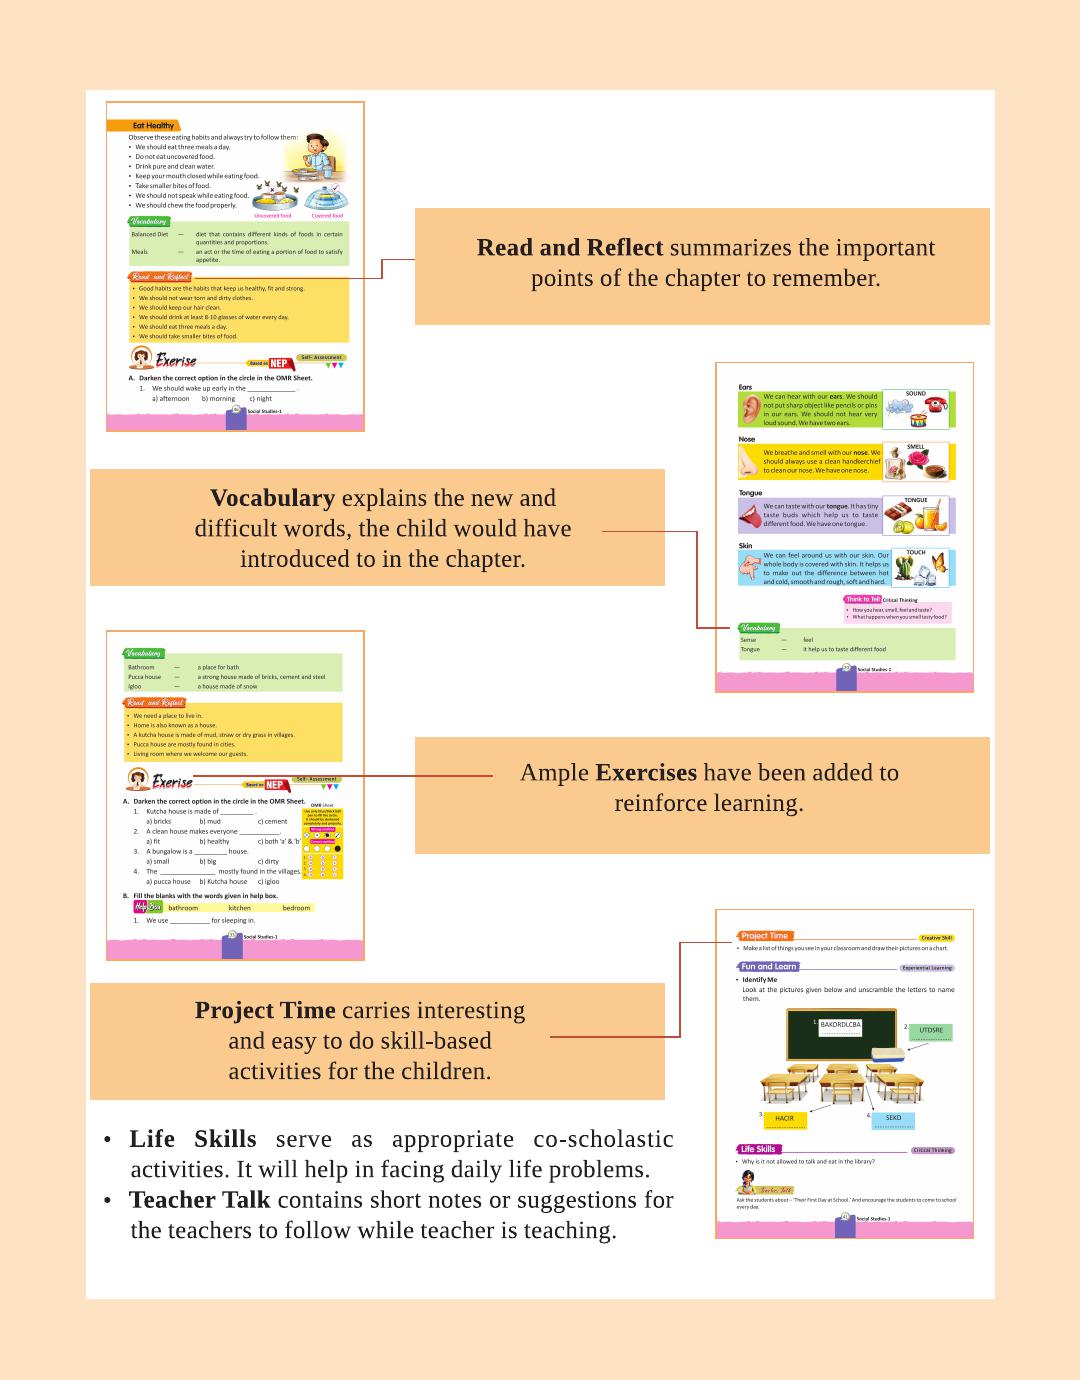 Eat Healthy
Observe these eating habits and always try to follow them:
• We should eat three meals a day.
• Do not eat uncovered food.
• Drink pure and clean water.
• Keep your mouth closed while eating food.
• Take smaller bites of food.
• We should not speak while eating food.
• We should chew the food properly.
Uncovered food Covered food
Vocabulary
Balanced Diet — diet that contains different kinds of foods in certain
quantities and proportions.
Meals — an act or the time of eating a portion of food to satisfy
appetite.
Read and Reflect
• Good habits are the habits that keep us healthy, fit and strong.
• We should not wear torn and dirty clothes.
• We should keep our hair clean.
• We should drink at least 8-10 glasses of water every day.
• We should eat three meals a day.
• We should take smaller bites of food.
Exerise
Based on NEP
Self- Assessment
A. Darken the correct option in the circle in the OMR Sheet.
1. We should wake up early in the ______________ .
a) afternoon b) morning c) night
Social Studies-1
Read and Reflect summarizes the important
points of the chapter to remember.
Ears
We can hear with our ears. We should
not put sharp object like pencils or pins
in our ears. We should not hear very
loud sound. We have two ears.
SOUND
Nose
We breathe and smell with our nose. We
should always use a clean handkerchief
to clean our nose. We have one nose.
SMELL
Tongue
We can taste with our tongue. It has tiny
taste buds which help us to taste
different food. We have one tongue.
TONGUE
Skin
We can feel around us with our skin. Our
whole body is covered with skin. It helps us
to make out the difference between hot
and cold, smooth and rough, soft and hard.
TOUCH
Think to Tell Critical Thinking
• How you hear, smell, feel and taste?
• What happens when you smell tasty food?
Vocabulary
Sense — feel
Tongue — it help us to taste different food
Social Studies-1
Vocabulary explains the new and
difficult words, the child would have
introduced to in the chapter.
Vocabulary
Bathroom — a place for bath
Pucca house — a strong house made of bricks, cement and steel
Igloo — a house made of snow
Read and Reflect
• We need a place to live in.
• Home is also known as a house.
• A kutcha house is made of mud, straw or dry grass in villages.
• Pucca house are mostly found in cities.
• Living room where we welcome our guests.
Exerise
Based on NEP
Self- Assessment
A. Darken the correct option in the circle in the OMR Sheet.
1. Kutcha house is made of _________ .
a) bricks b) mud c) cement
2. A clean house makes everyone ___________.
a) fit b) healthy c) both 'a' & 'b'
3. A bungalow is a _________ house.
a) small b) big c) dirty
4. The _______________ mostly found in the villages.
a) pucca house b) Kutcha house c) igloo
OMR Sheet
Wrong method
Correct method
B. Fill the blanks with the words given in help box.
Help Box bathroom kitchen bedroom
1. We use ___________ for sleeping in.
Social Studies-1
Ample Exercises have been added to
reinforce learning.
Project Time
Creative Skill
• Make a list of things you see in your classroom and draw their pictures on a chart.
Fun and Learn
Experiential Learning
• Identify Me
Look at the pictures given below and unscramble the letters to name
them.
1. BAKORDLCBA
2. UTDSRE
3. HACIR
4. SEKD
Life Skills
Critical Thinking
• Why is it not allowed to talk and eat in the library?
Teacher Talk
Ask the students about – 'Their First Day at School.' And encourage the students to come to school
every day.
41
Social Studies-1
Project Time carries interesting
and easy to do skill-based
activities for the children.
• Life Skills serve as appropriate co-scholastic
activities. It will help in facing daily life problems.
• Teacher Talk contains short notes or suggestions for
the teachers to follow while teacher is teaching.